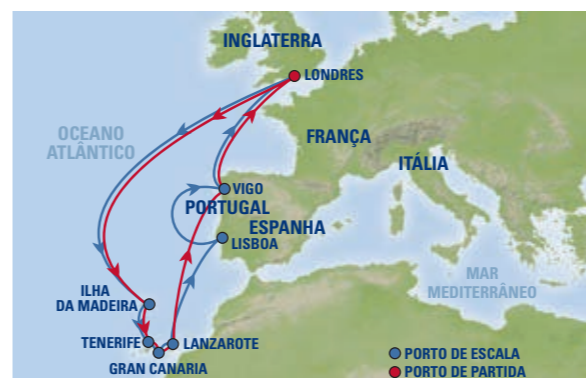 INGLATERRA
LONDRES
OCEANO
ATLÂNTICO
FRANÇA
ITÁLIA
VIGO
PORTUGAL
ESPANHA
LISBOA
MAR
MEDITERRÂNEO
ILHA
DA MADEIRA
TENERIFE
LANZAROTE
GRAN CANARIA
PORTO DE ESCALA
PORTO DE PARTIDA